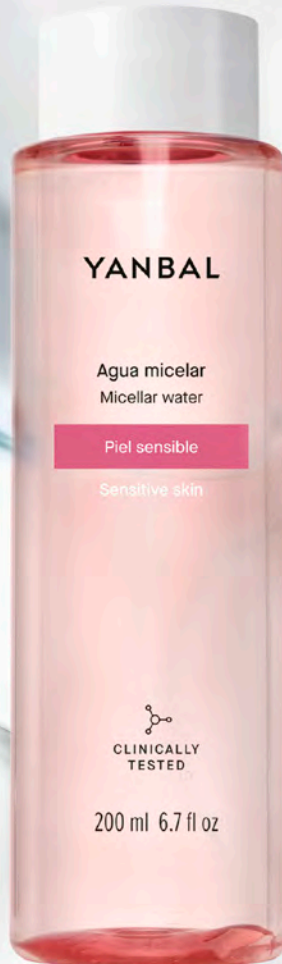 YANBAL
Agua micelar
Micellar water
Piel sensible
Sensitive skin
CLINICALLY
TESTED
200 ml 6.7 fl oz